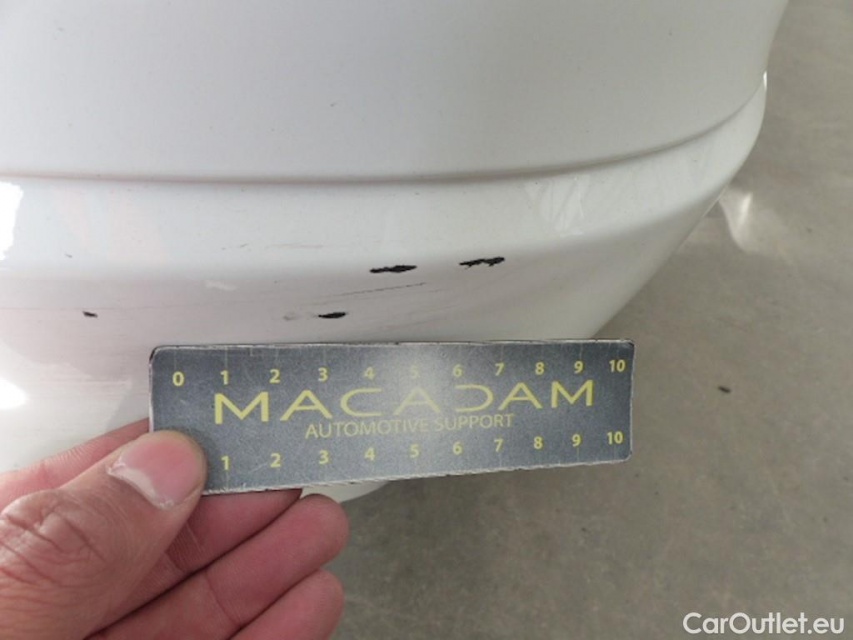 0 1 2 3 4 5 6 7 8 9 10
MACADAM
AUTOMOTIVE SUPPORT
1 2 3 4 5 6 7 8 9 10
CarOutlet.eu